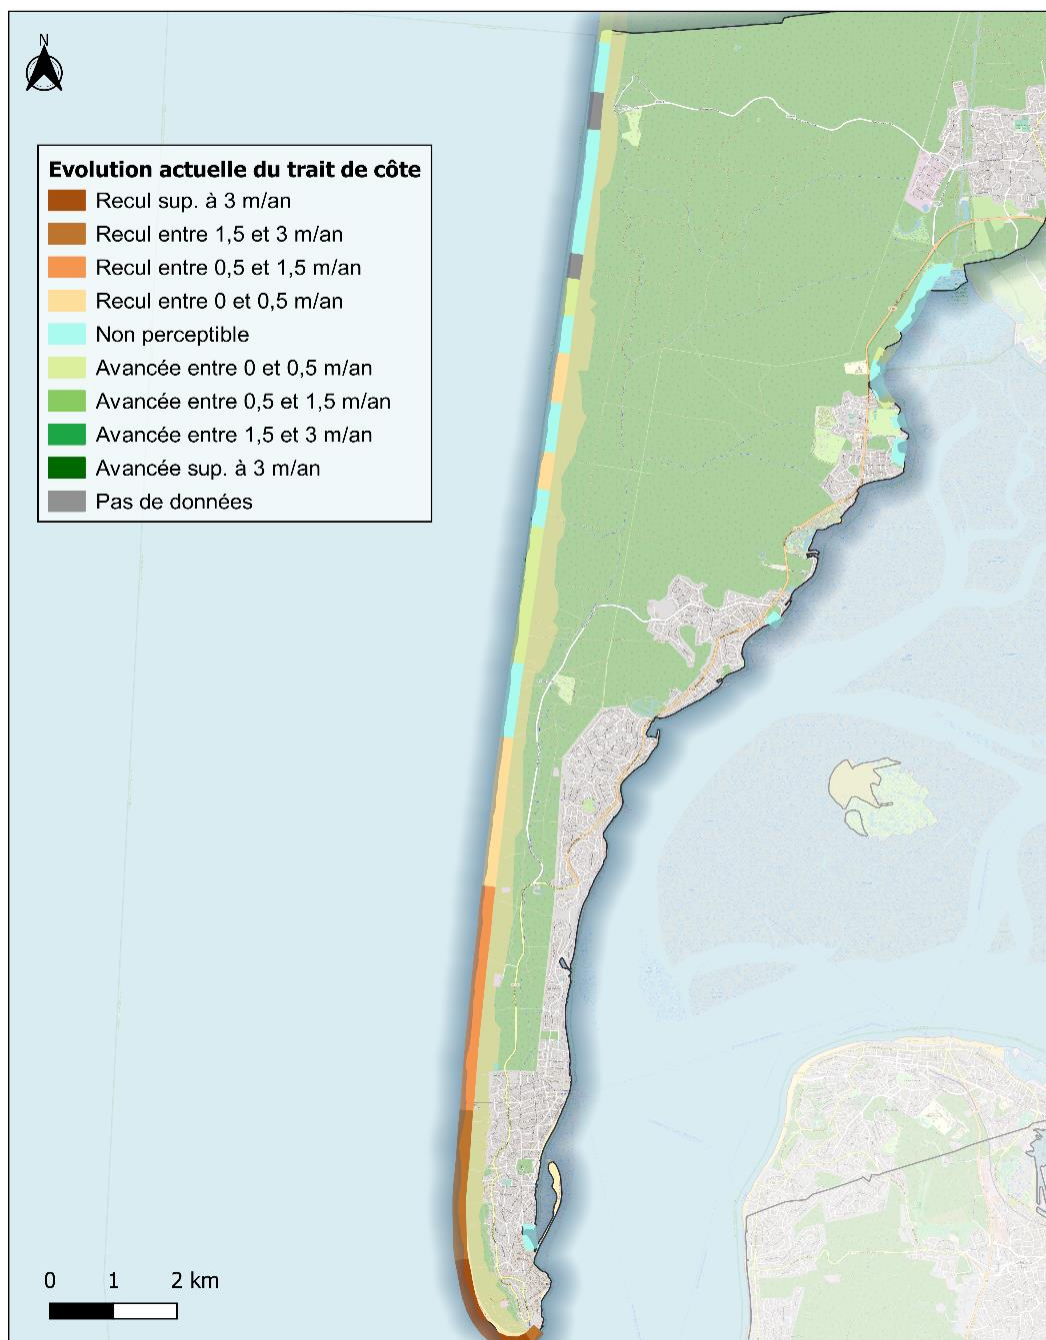 N
Evolution actuelle du trait de côte
Recul sup. à 3 m/an
Recul entre 1,5 et 3 m/an
Recul entre 0,5 et 1,5 m/an
Recul entre 0 et 0,5 m/an
Non perceptible
Avancée entre 0 et 0,5 m/an
Avancée entre 0,5 et 1,5 m/an
Avancée entre 1,5 et 3 m/an
Avancée sup. à 3 m/an
Pas de données
0 1 2 km